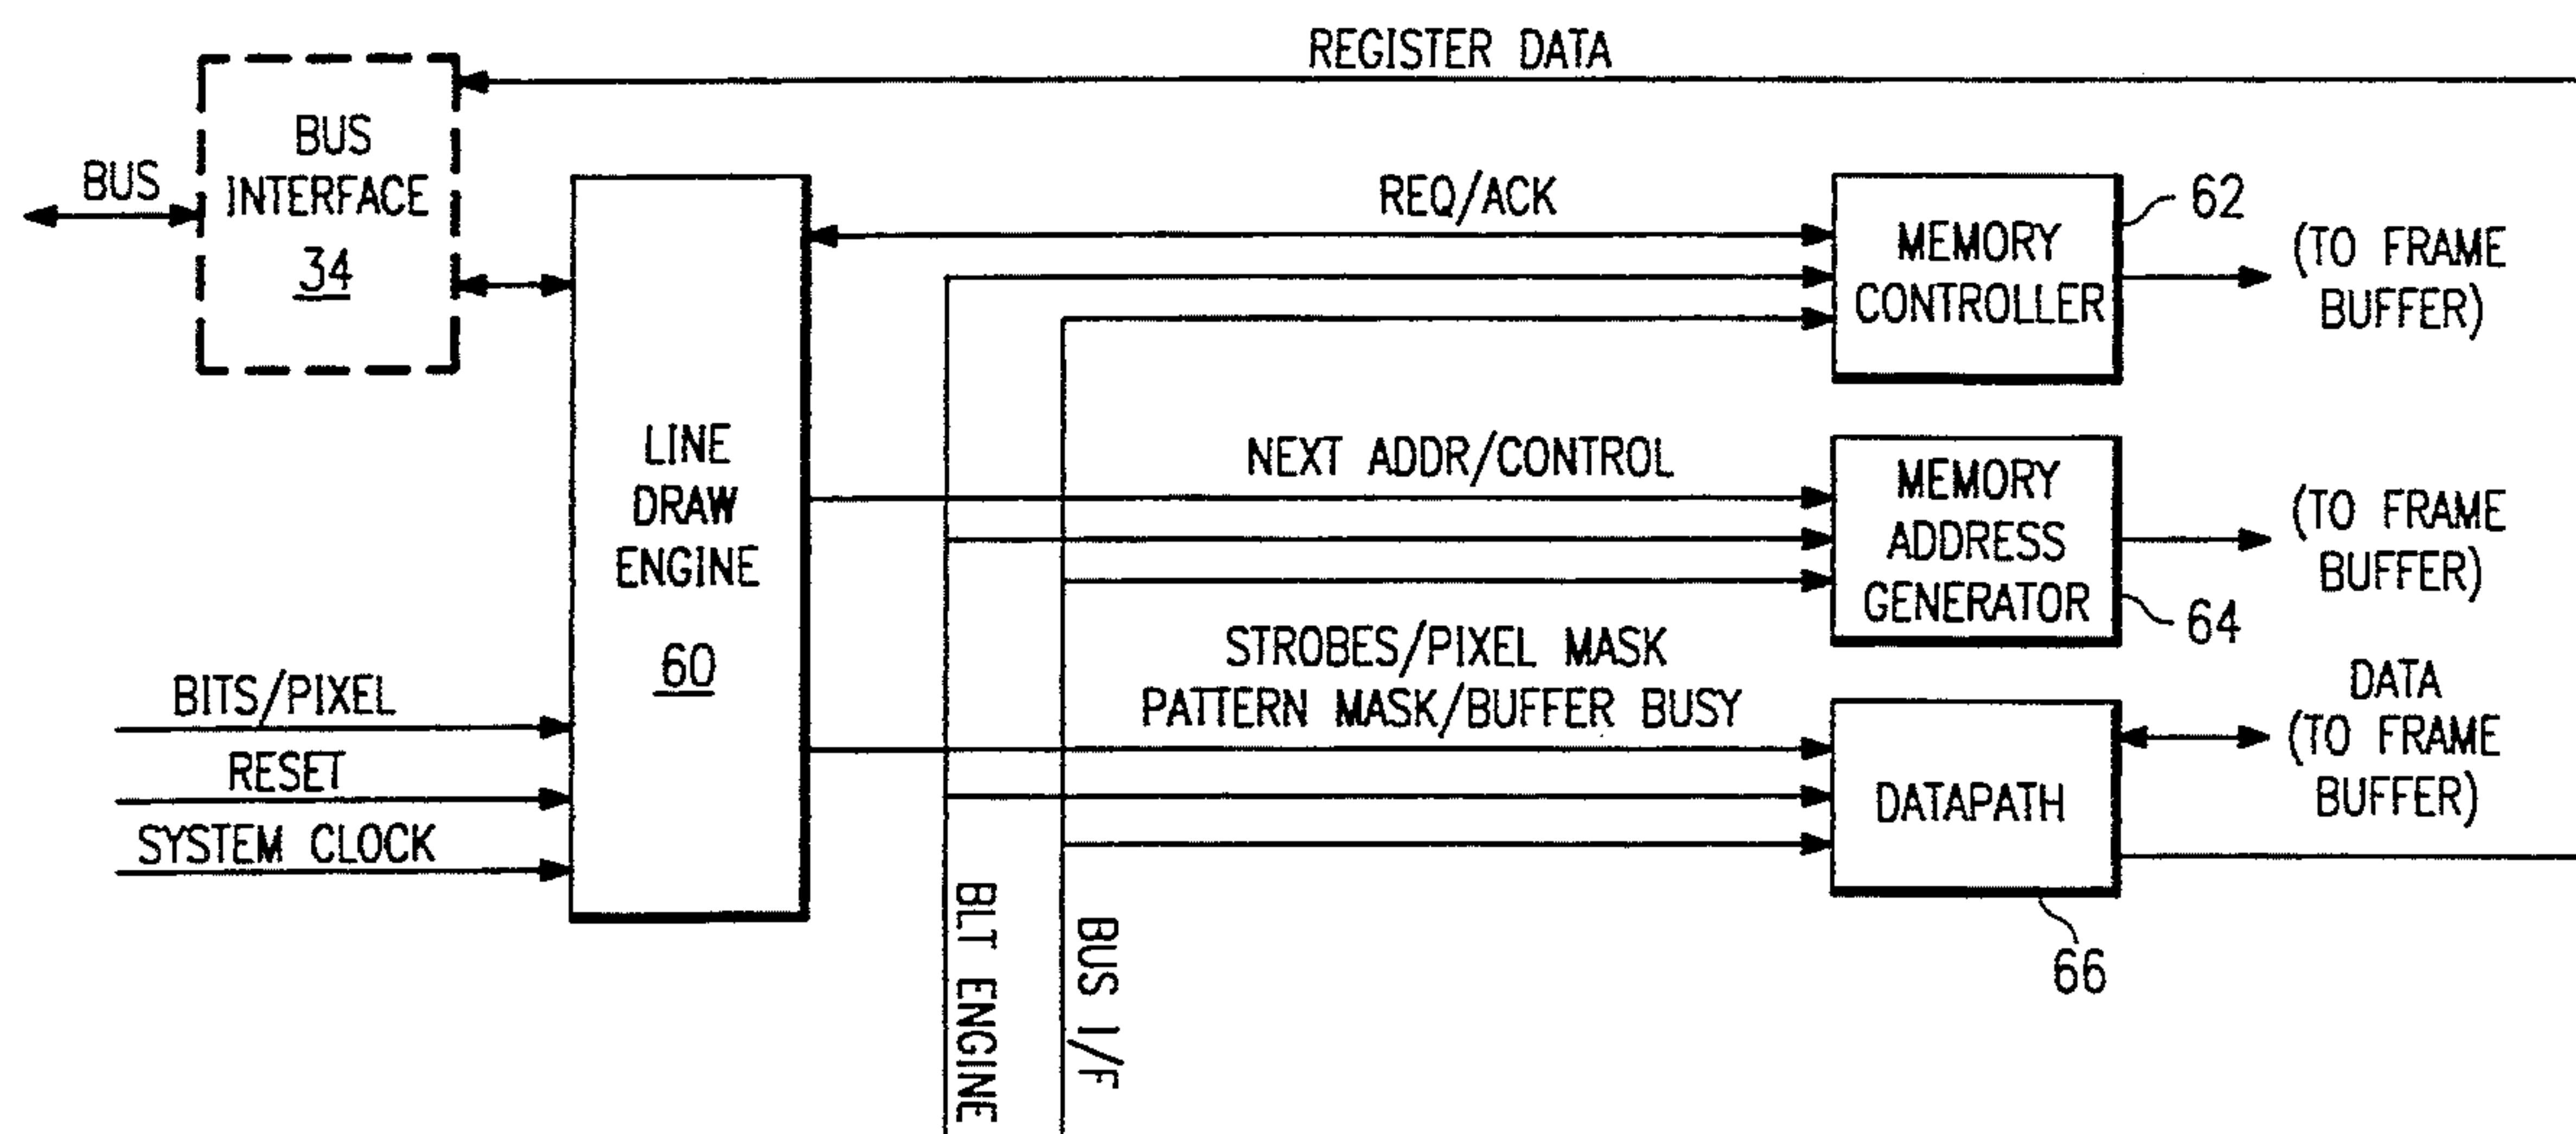 REGISTER DATA
BUS
BUS
INTERFACE
34
REQ/ACK
MEMORY
CONTROLLER
62
(TO FRAME
BUFFER)
LINE
DRAW
ENGINE
60
NEXT ADDR/CONTROL
MEMORY
ADDRESS
GENERATOR
64
(TO FRAME
BUFFER)
BITS/PIXEL
RESET
SYSTEM CLOCK
STROBES/PIXEL MASK
PATTERN MASK/BUFFER BUSY
DATAPATH
66
DATA
(TO FRAME
BUFFER)
BLT ENGINE
BUS I/F